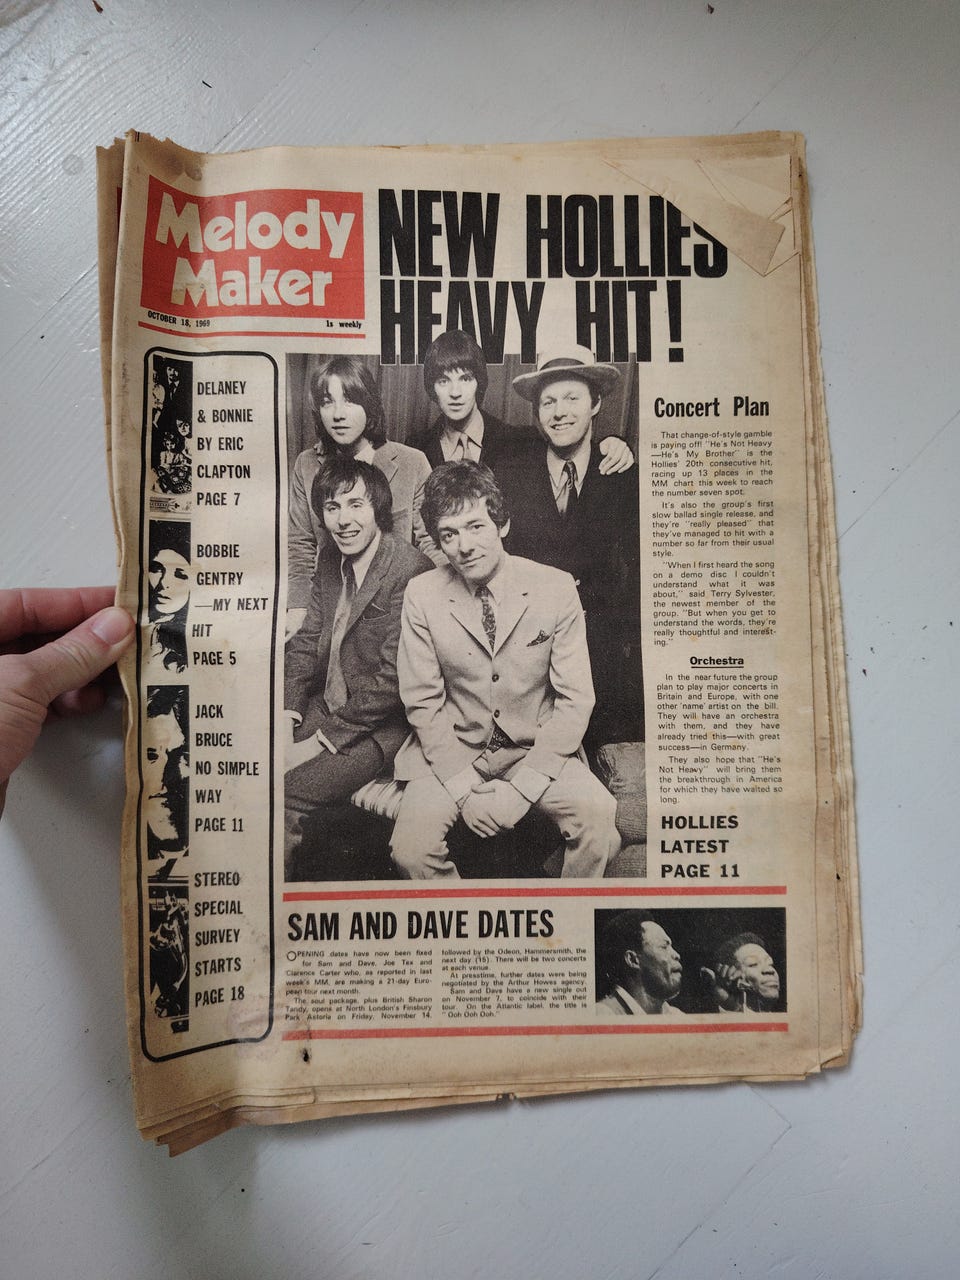 Melody
Maker
OCTOBER 18, 1969 1s weekly
NEW HOLLIES
HEAVY HIT!
DELANEY
& BONNIE
BY ERIC
CLAPTON
PAGE 7
BOBBIE
GENTRY
—MY NEXT
HIT
PAGE 5
JACK
BRUCE
NO SIMPLE
WAY
PAGE 11
STEREO
SPECIAL
SURVEY
STARTS
PAGE 18
Concert Plan
That change-of-style gamble
is paying off! "He's Not Heavy
—He's My Brother" is the
Hollies' 20th consecutive hit,
racing up 13 places in the
MM chart this week to reach
the number seven spot.
It's also the group's first
slow ballad single release, and
they're "really pleased" that
they've managed to hit with a
number so far from their usual
style.
"When I first heard the song
on a demo disc I couldn't
understand what it was
about," said Terry Sylvester,
the newest member of the
group. "But when you get to
understand the words, they're
really thoughtful and interest-
ing."
Orchestra
In the near future the group
plan to play major concerts in
Britain and Europe, with one
other 'name' artist on the bill.
They will have an orchestra
with them, and they have
already tried this—with great
success—in Germany.
They also hope that "He's
Not Heavy" will bring them
the breakthrough in America
for which they have waited so
long.
HOLLIES
LATEST
PAGE 11
SAM AND DAVE DATES
OPENING dates have now been fixed
for Sam and Dave, Joe Tex and
Clarence Carter who, as reported in last
week's MM, are making a 21-day Euro-
pean tour next month.
The soul package, plus British Sharon
Tandy, opens at North London's Finsbury
Park Astoria on Friday, November 14,
followed by the Odeon, Hammersmith, the
next day (15). There will be two concerts
at each venue.
At presstime, further dates were being
negotiated by the Arthur Howes agency.
Sam and Dave have a new single out
on November 7, to coincide with their
tour. On the Atlantic label, the title is
"Ooh Ooh Ooh."